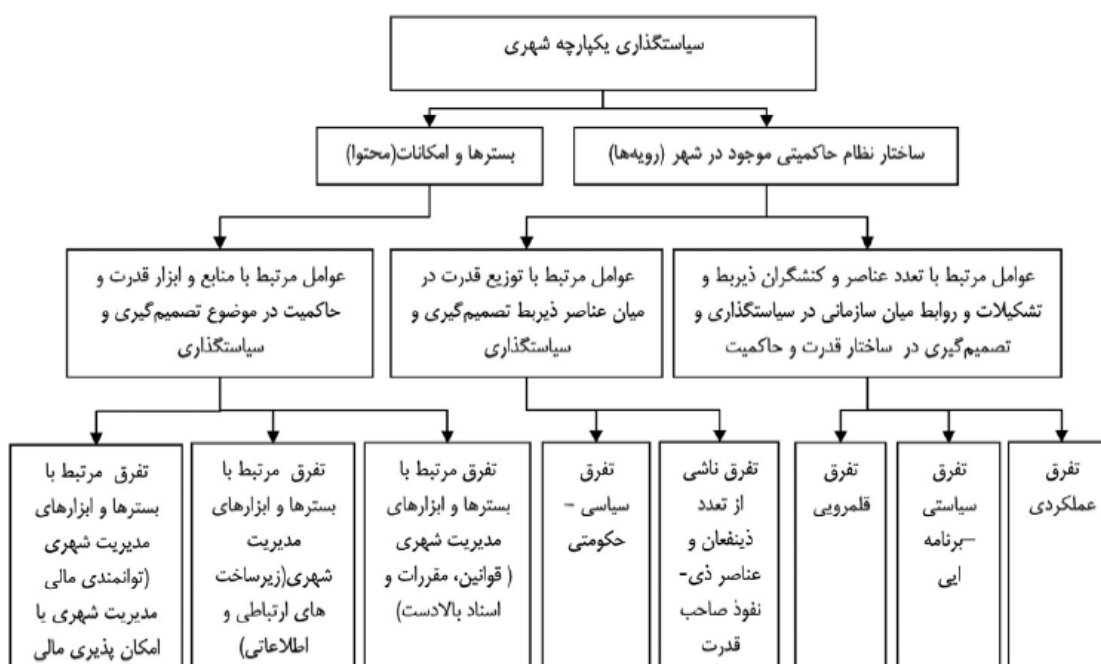 سیاستگذاری یکپارچه شهری
ساختار نظام حاکمیتی موجود در شهر (رویه‌ها)
بسترها و امکانات(محتوا)
عوامل مرتبط با تعدد عناصر و کنشگران ذیربط و
تشکیلات و روابط میان سازمانی در سیاستگذاری و
تصمیم‌گیری در ساختار قدرت و حاکمیت
عوامل مرتبط با توزیع قدرت در
میان عناصر ذیربط تصمیم‌گیری و
سیاستگذاری
عوامل مرتبط با منابع و ابزار قدرت و
حاکمیت در موضوع تصمیم‌گیری و
سیاستگذاری
تفرق
عملکردی
تفرق
سیاستی
–برنامه
ایی
تفرق
قلمرویی
تفرق ناشی
از تعدد
ذینفعان و
عناصر ذی-
نفوذ صاحب
قدرت
تفرق
سیاسی –
حکومتی
تفرق مرتبط با
بسترها و ابزارهای
مدیریت شهری
( قوانین، مقررات و
اسناد بالادست)
تفرق مرتبط با
بسترها و ابزارهای
مدیریت
شهری(زیرساخت
های ارتباطی و
اطلاعاتی)
تفرق مرتبط با
بسترها و ابزارهای
مدیریت شهری
(توانمندی مالی
مدیریت شهری یا
امکان پذیری مالی